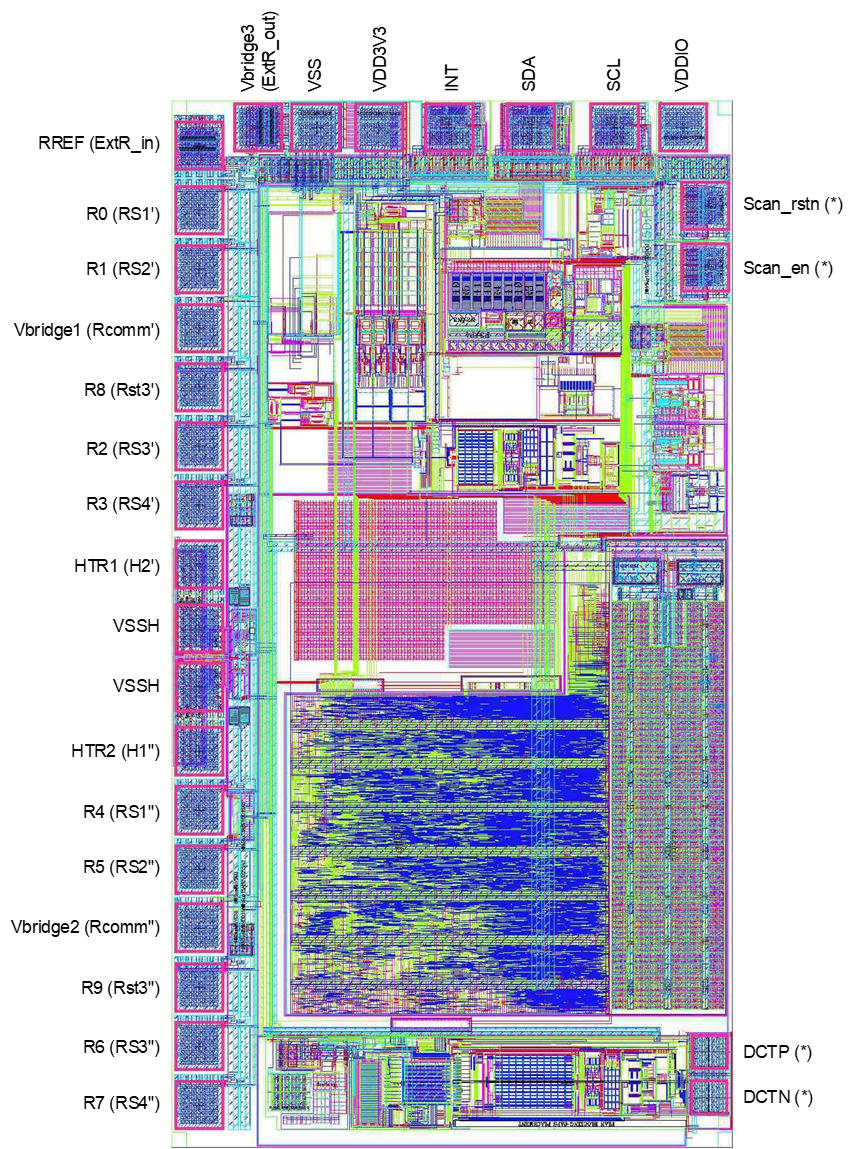 Vbridge3
(ExtR_out)
VSS
VDD3V3
INT
SDA
SCL
VDDIO
RREF (ExtR_in)
R0 (RS1')
R1 (RS2')
Vbridge1 (Rcomm')
R8 (Rst3')
R2 (RS3')
R3 (RS4')
HTR1 (H2')
VSSH
VSSH
HTR2 (H1")
R4 (RS1")
R5 (RS2")
Vbridge2 (Rcomm")
R9 (Rst3")
R6 (RS3")
R7 (RS4")
Scan_rstn (*)
Scan_en (*)
DCTP (*)
DCTN (*)